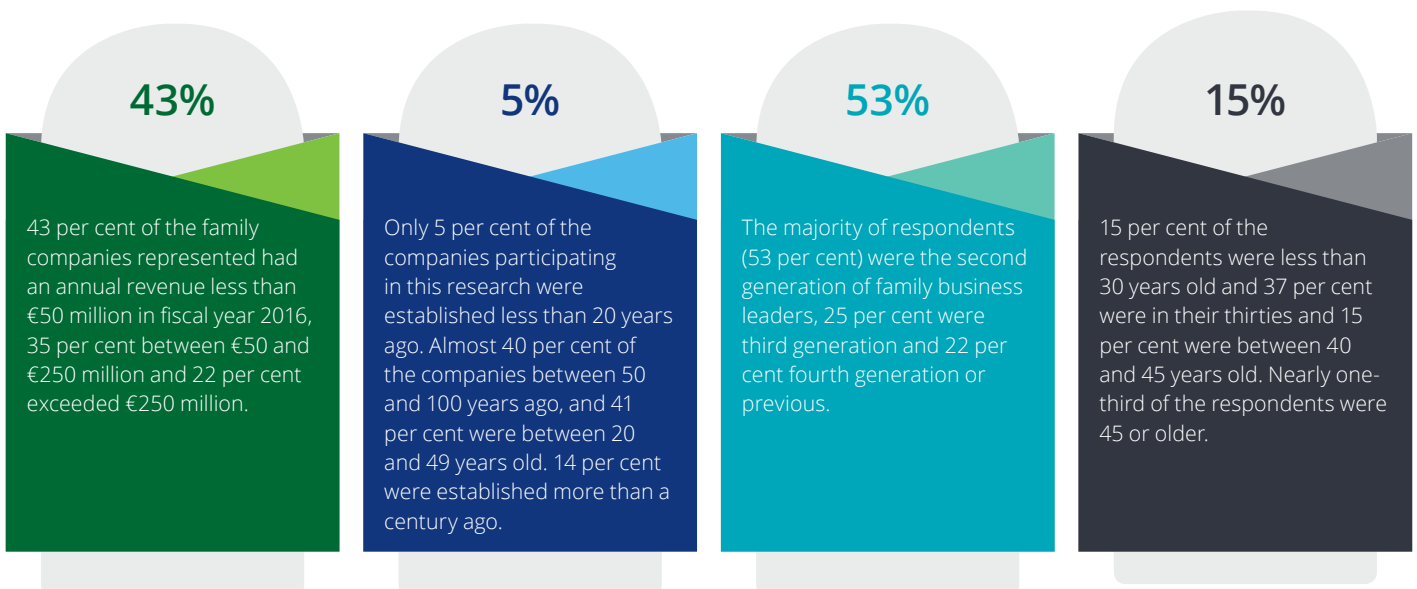 43%
43 per cent of the family
companies represented had
an annual revenue less than
€50 million in fiscal year 2016,
35 per cent between €50 and
€250 million and 22 per cent
exceeded €250 million.
5%
Only 5 per cent of the
companies participating
in this research were
established less than 20 years
ago. Almost 40 per cent of
the companies between 50
and 100 years ago, and 41
per cent were between 20
and 49 years old. 14 per cent
were established more than a
century ago.
53%
The majority of respondents
(53 per cent) were the second
generation of family business
leaders, 25 per cent were
third generation and 22 per
cent fourth generation or
previous.
15%
15 per cent of the
respondents were less than
30 years old and 37 per cent
were in their thirties and 15
per cent were between 40
and 45 years old. Nearly one-
third of the respondents were
45 or older.